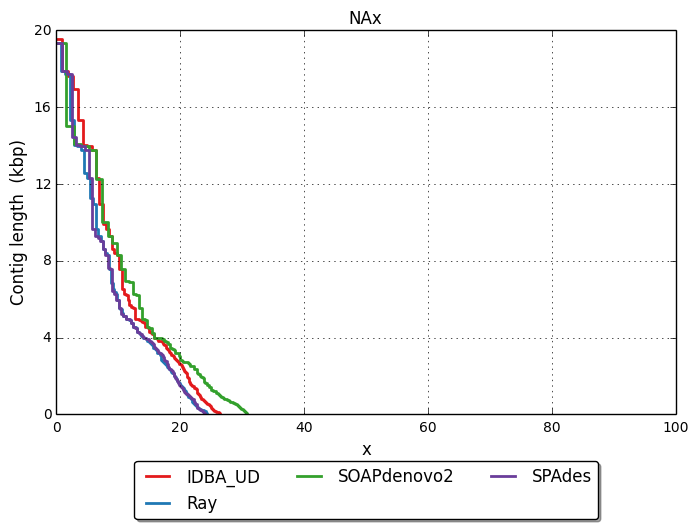 NAx
20
16
12
8
4
0
0 20 40 60 80 100
Contig length (kbp)
x
IDBA_UD SOAPdenovo2 SPAdes
Ray